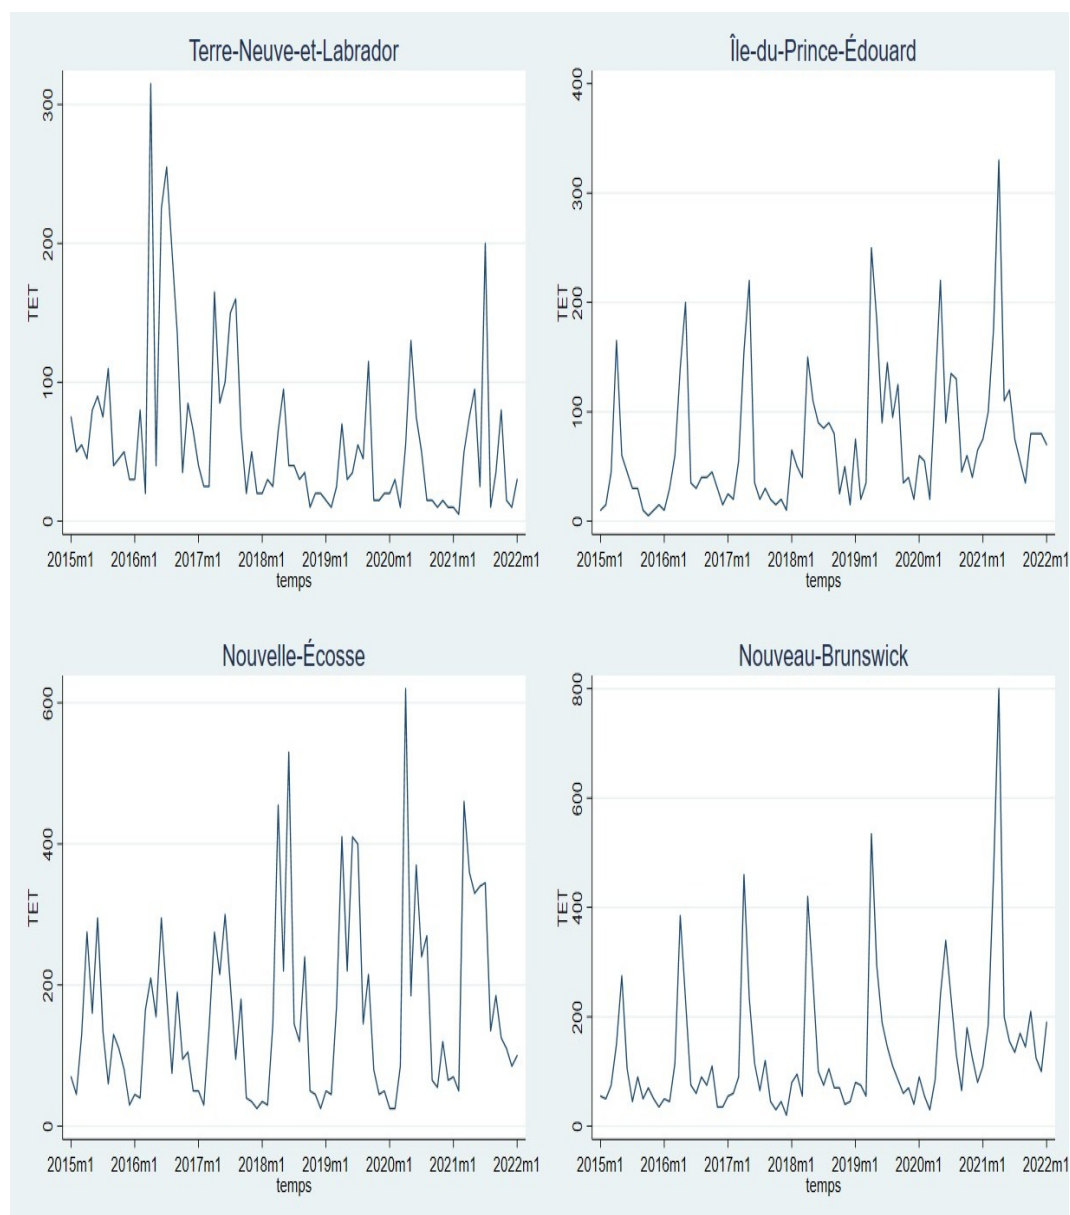 Terre-Neuve-et-Labrador
TET
300
200
100
0
2015m1 2016m1 2017m1 2018m1 2019m1 2020m1 2021m1 2022m1
temps
Île-du-Prince-Édouard
TET
400
300
200
100
0
2015m1 2016m1 2017m1 2018m1 2019m1 2020m1 2021m1 2022m1
temps
Nouvelle-Écosse
TET
600
400
200
0
2015m1 2016m1 2017m1 2018m1 2019m1 2020m1 2021m1 2022m1
temps
Nouveau-Brunswick
TET
800
600
400
200
0
2015m1 2016m1 2017m1 2018m1 2019m1 2020m1 2021m1 2022m1
temps